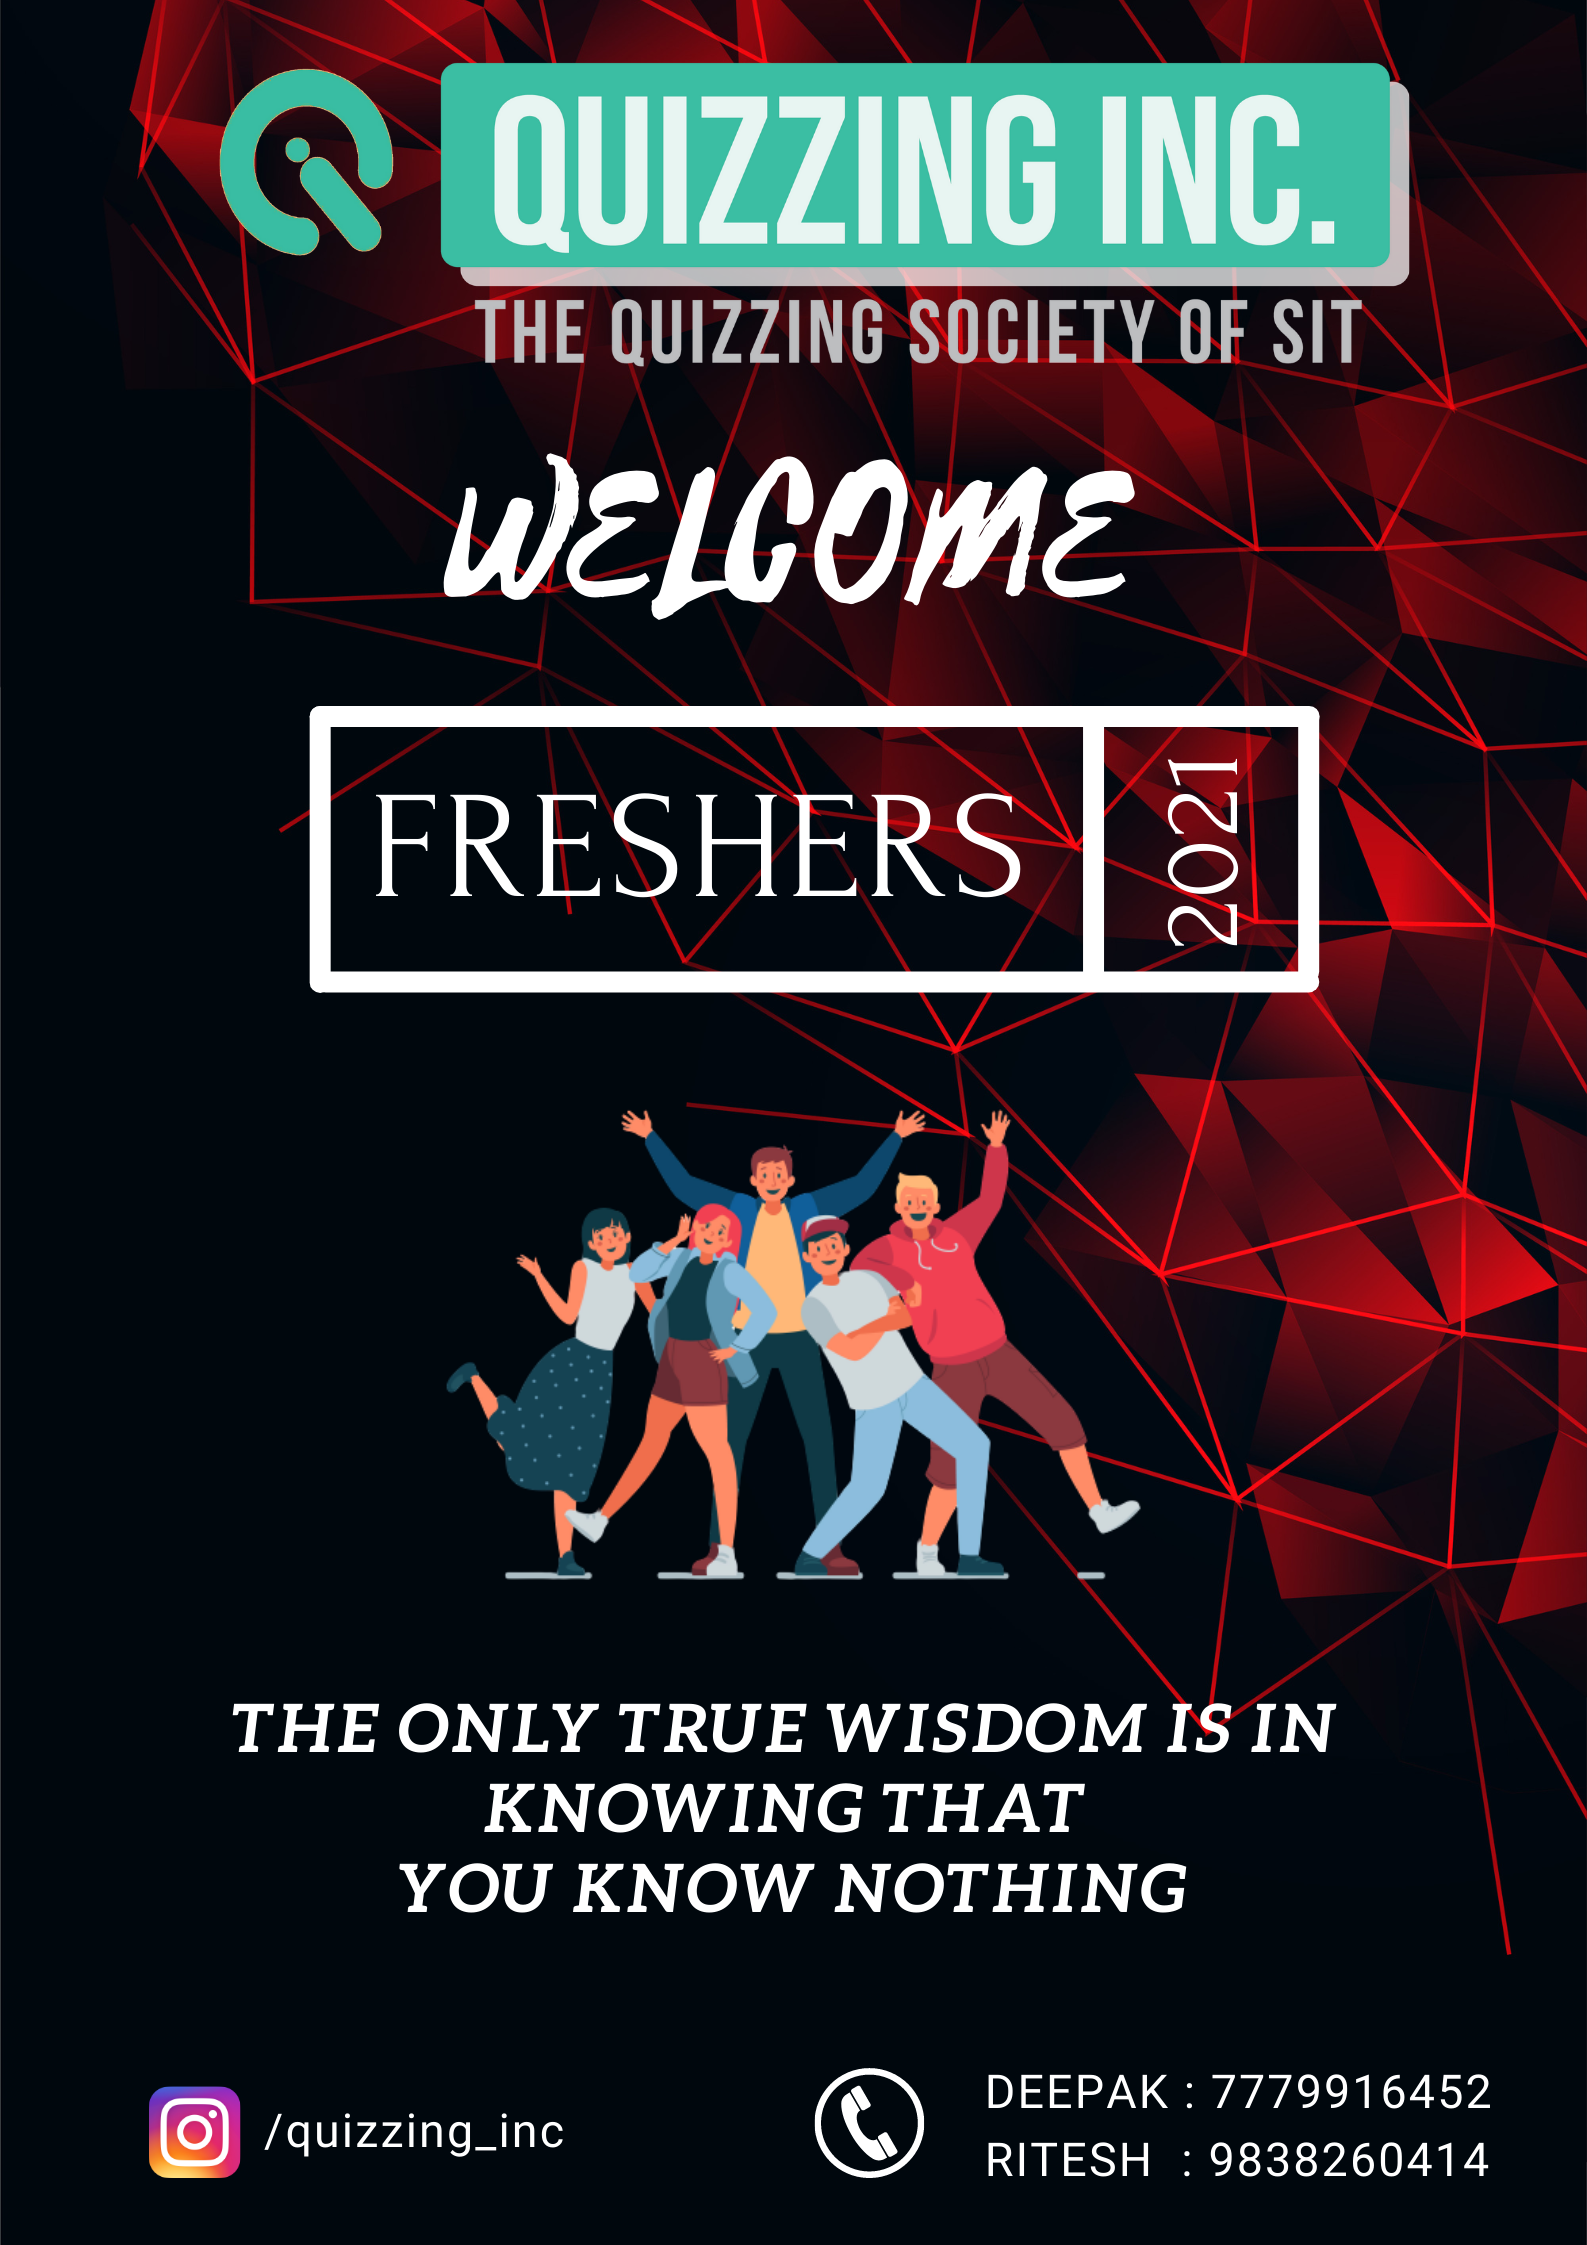 QUIZZING INC.
THE QUIZZING SOCIETY OF SIT
WELCOME
FRESHERS
2021
THE ONLY TRUE WISDOM IS IN
KNOWING THAT
YOU KNOW NOTHING
/quizzing_inc
DEEPAK : 7779916452
RITESH : 9838260414